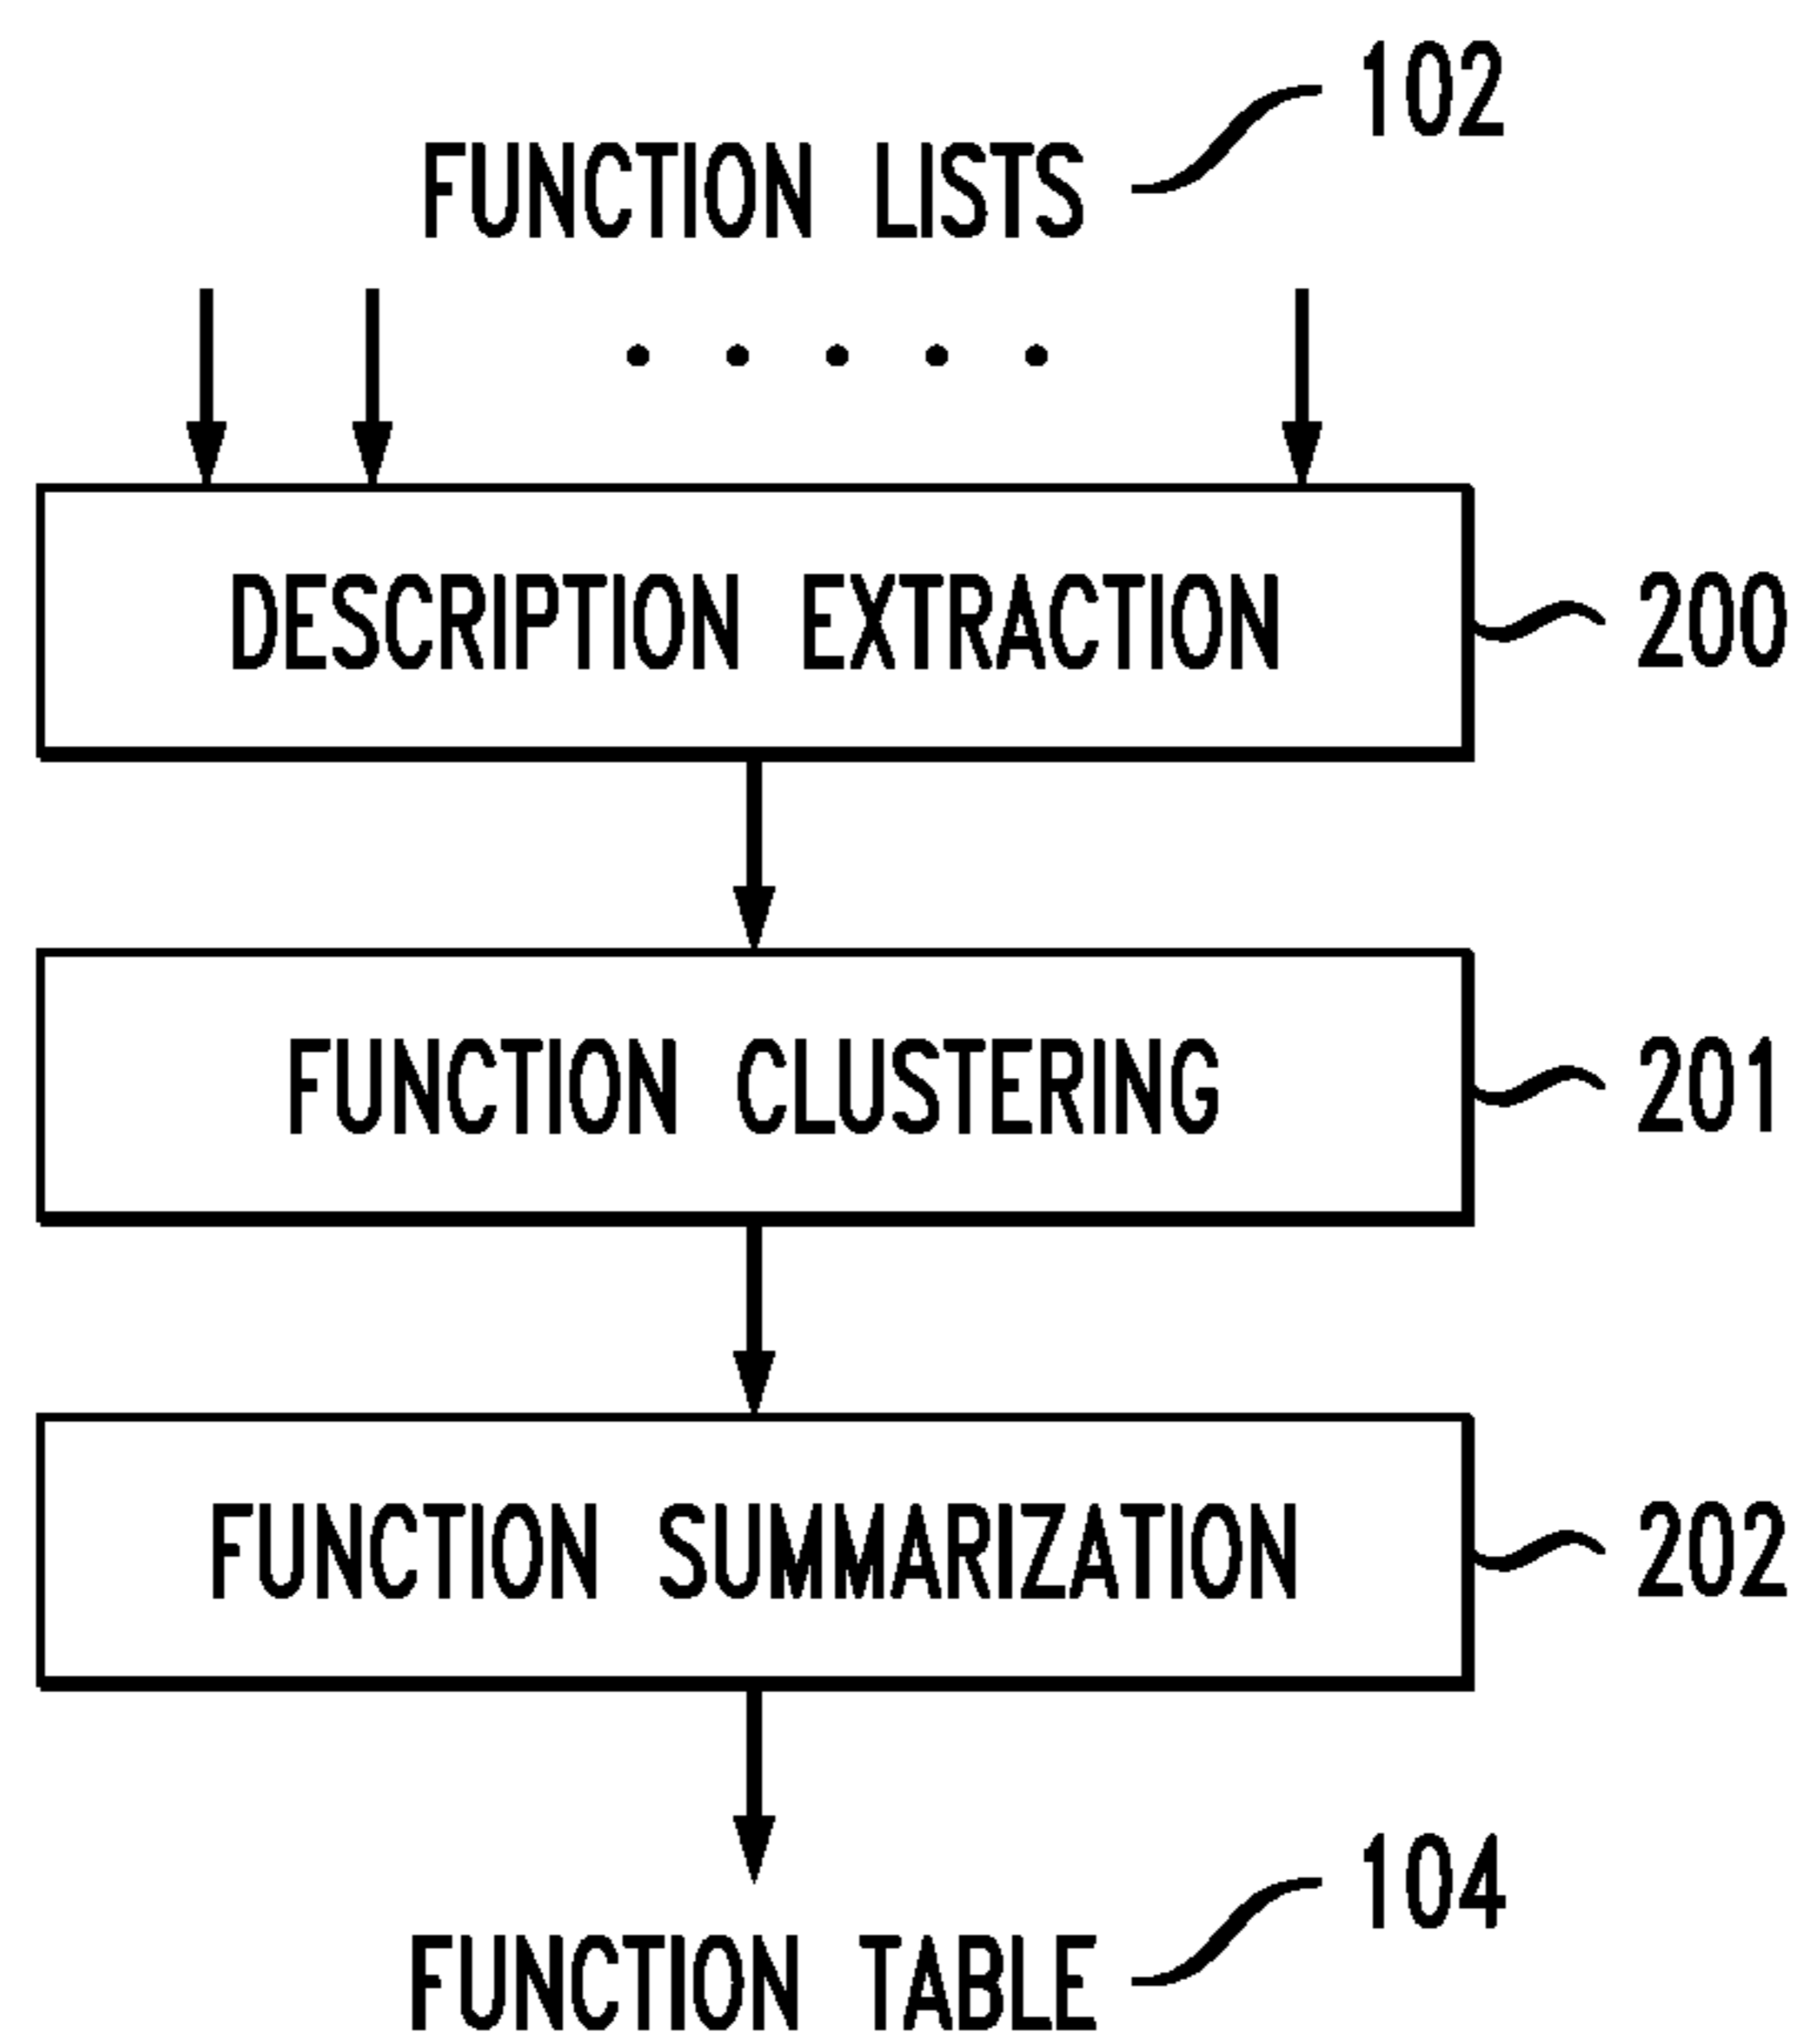 102
FUNCTION LISTS
DESCRIPTION EXTRACTION 200
FUNCTION CLUSTERING 201
FUNCTION SUMMARIZATION 202
104
FUNCTION TABLE